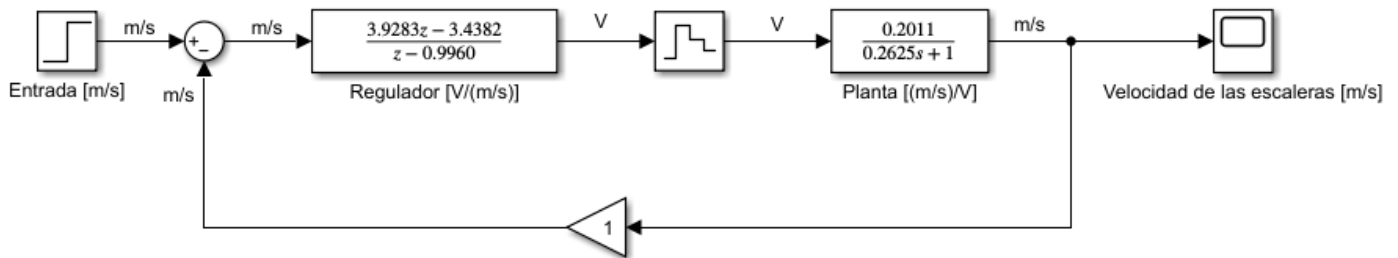 m/s
m/s
V
V
m/s
+
−
3.9283z − 3.4382
z − 0.9960
0.2011
0.2625s + 1
Entrada [m/s]
m/s
Regulador [V/(m/s)]
Planta [(m/s)/V]
Velocidad de las escaleras [m/s]
1